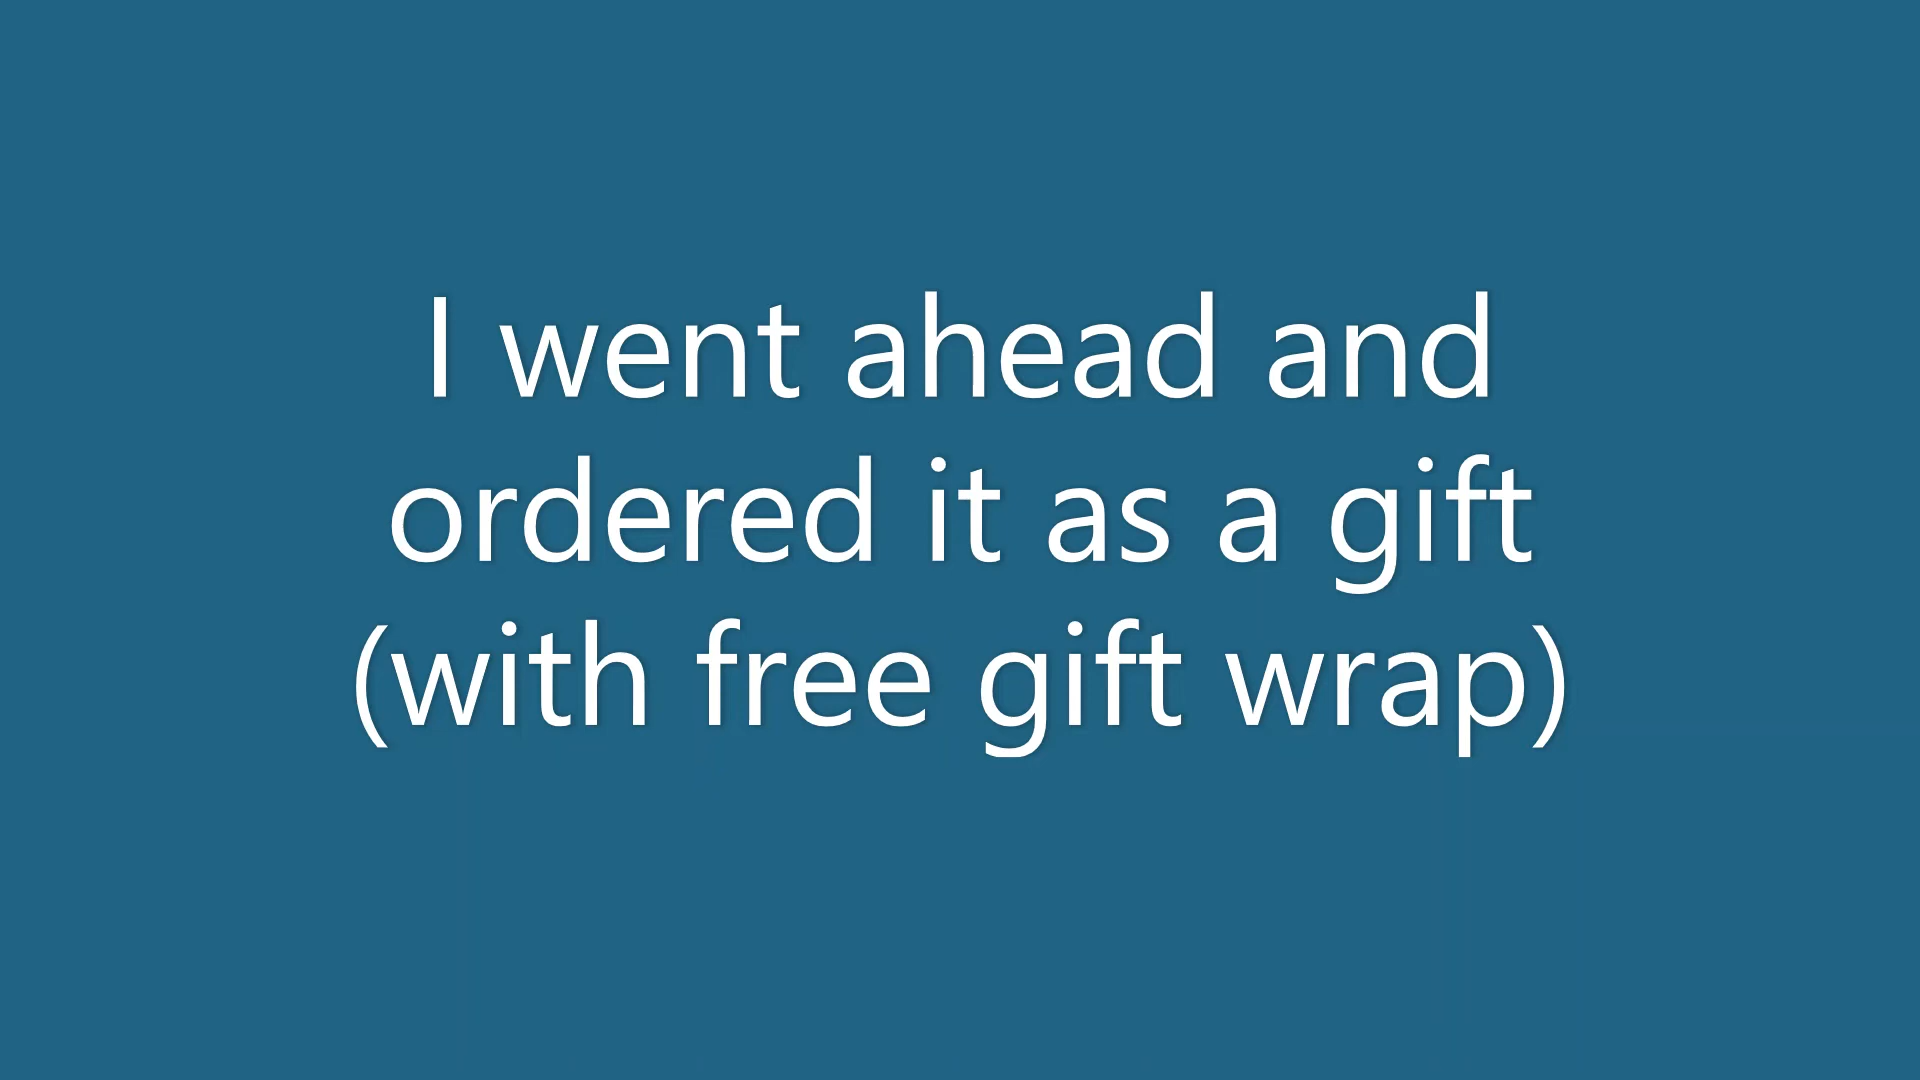 I went ahead and
ordered it as a gift
(with free gift wrap)